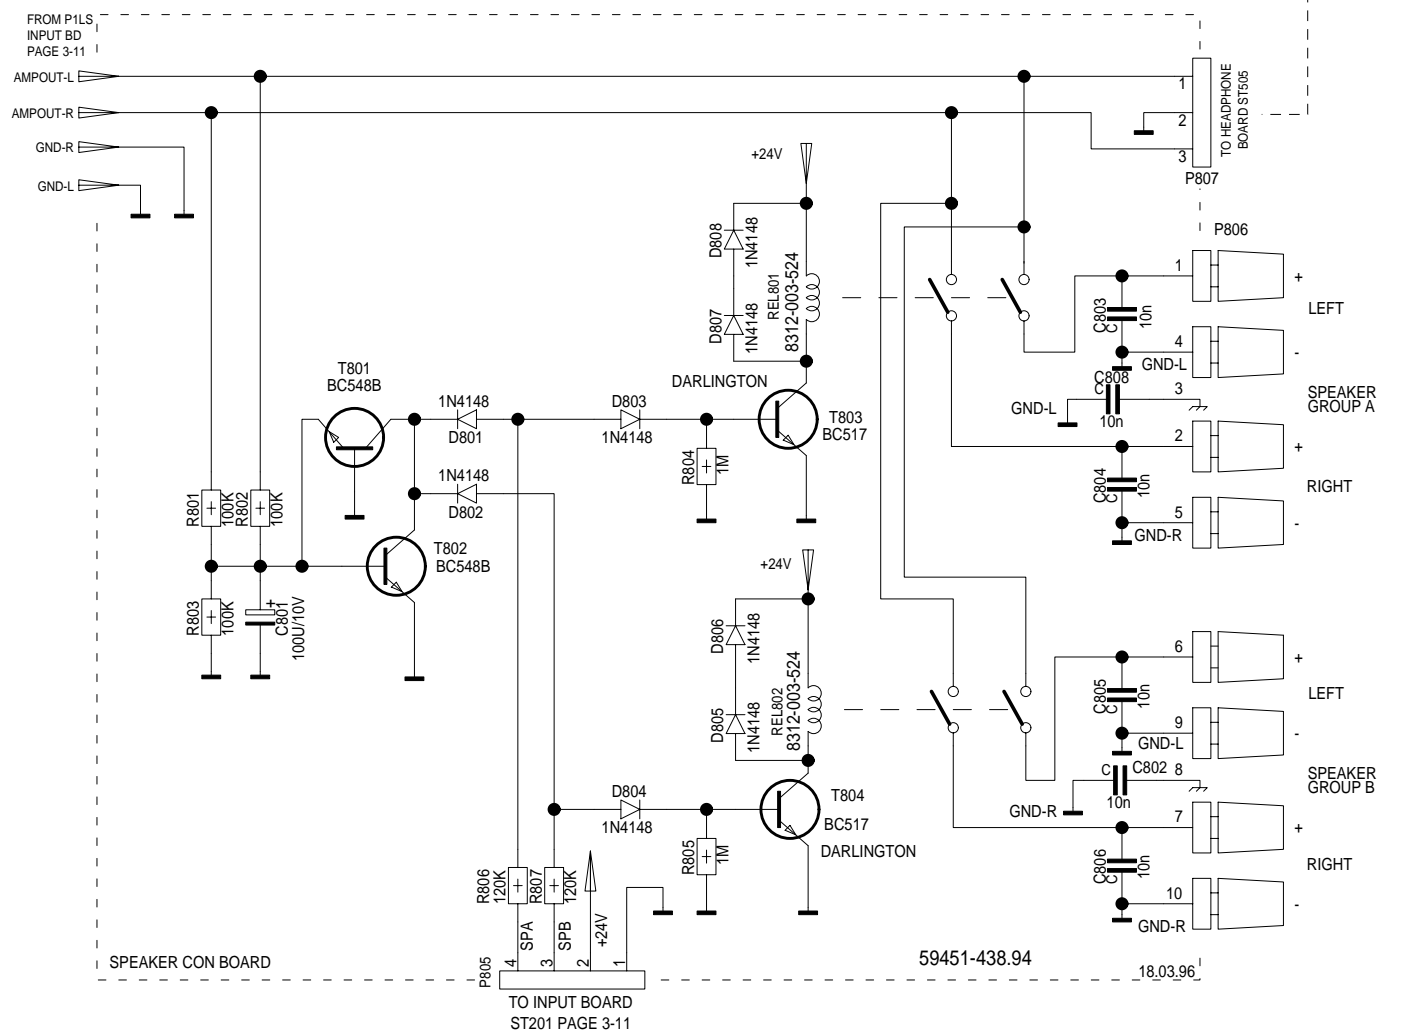 FROM P1LS
INPUT BD
PAGE 3-11
AMPOUT-L
AMPOUT-R
GND-R
GND-L
1
2
3
TO HEADPHONE
BOARD ST505
P807
+24V
D808
1N4148
D807
1N4148
REL801
8312-003-524
P806
1
+
LEFT
C803
C
10n
4
-
GND-L
C808
C
10n
3
GND-L
SPEAKER
GROUP A
2
+
C804
C
10n
RIGHT
5
-
GND-R
T801
BC548B
1N4148
D801
1N4148
D802
D803
1N4148
DARLINGTON
T803
BC517
R804
1M
R801
100K
R802
100K
T802
BC548B
R803
100K
+
C801
100U/10V
+24V
D806
1N4148
D805
1N4148
REL802
8312-003-524
6
+
LEFT
C805
C
10n
9
-
GND-L
C
C802
10n
8
GND-R
SPEAKER
GROUP B
7
+
C806
C
10n
RIGHT
10
-
GND-R
D804
1N4148
T804
BC517
DARLINGTON
R805
1M
R806
120K
R807
120K
SPA
SPB
+24V
4
3
2
1
P805
TO INPUT BOARD
ST201 PAGE 3-11
SPEAKER CON BOARD
59451-438.94
18.03.96